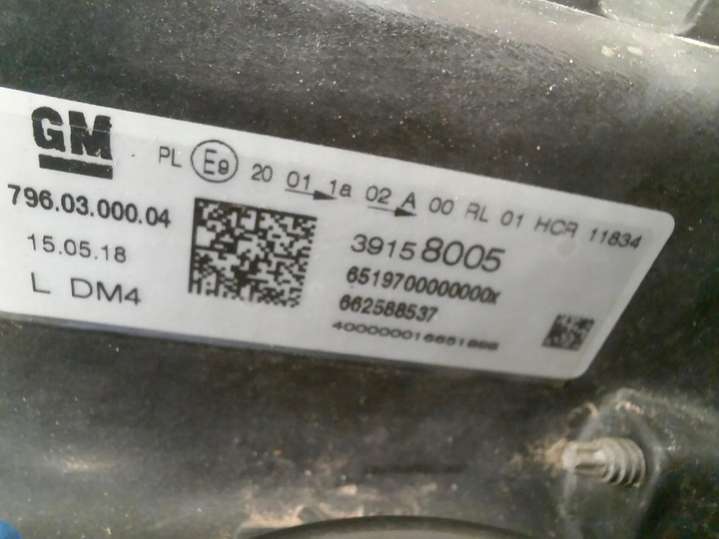 GM
PL E9 20 01 1a 02 A 00 RL 01 HCR 11834
796.03.000.04
15.05.18
L DM4
39158005
6519700000000x
662588537